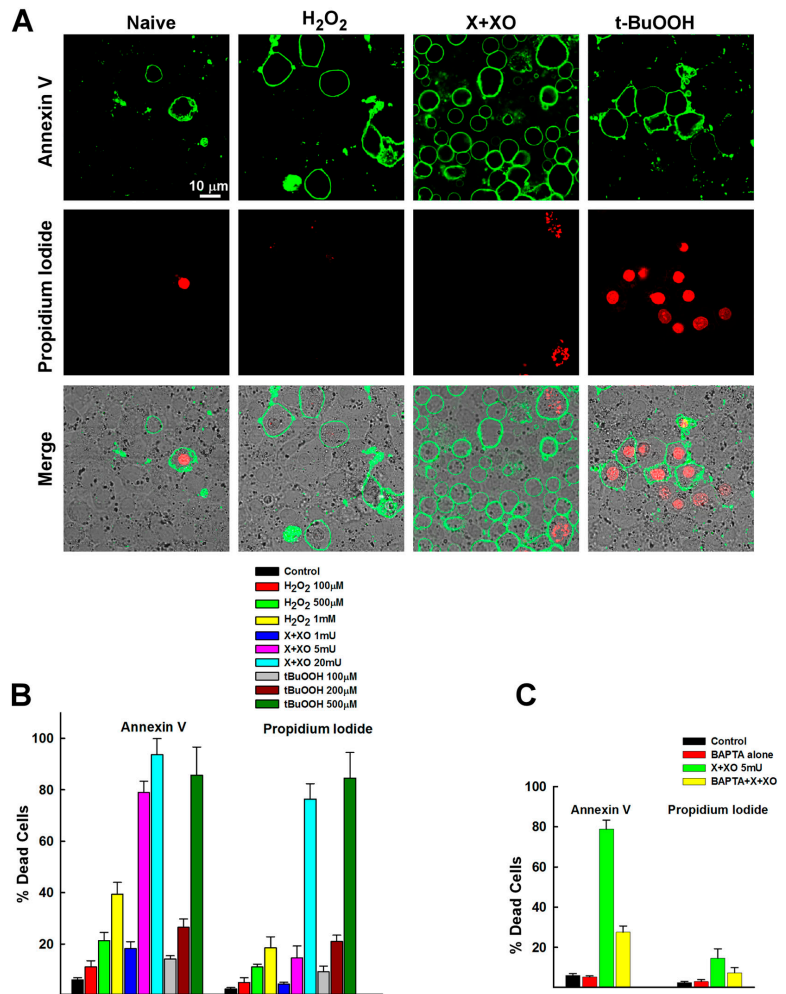 A
Naive
H2O2
X+XO
t-BuOOH
Annexin V
10 µm
Propidium Iodide
Merge
Control
H2O2 100µM
H2O2 500µM
H2O2 1mM
X+XO 1mU
X+XO 5mU
X+XO 20mU
tBuOOH 100µM
tBuOOH 200µM
tBuOOH 500µM
B
Annexin V
Propidium Iodide
% Dead Cells
100
80
60
40
20
C
Control
BAPTA alone
X+XO 5mU
BAPTA+X+XO
Annexin V
Propidium Iodide
% Dead Cells
100
80
60
40
20